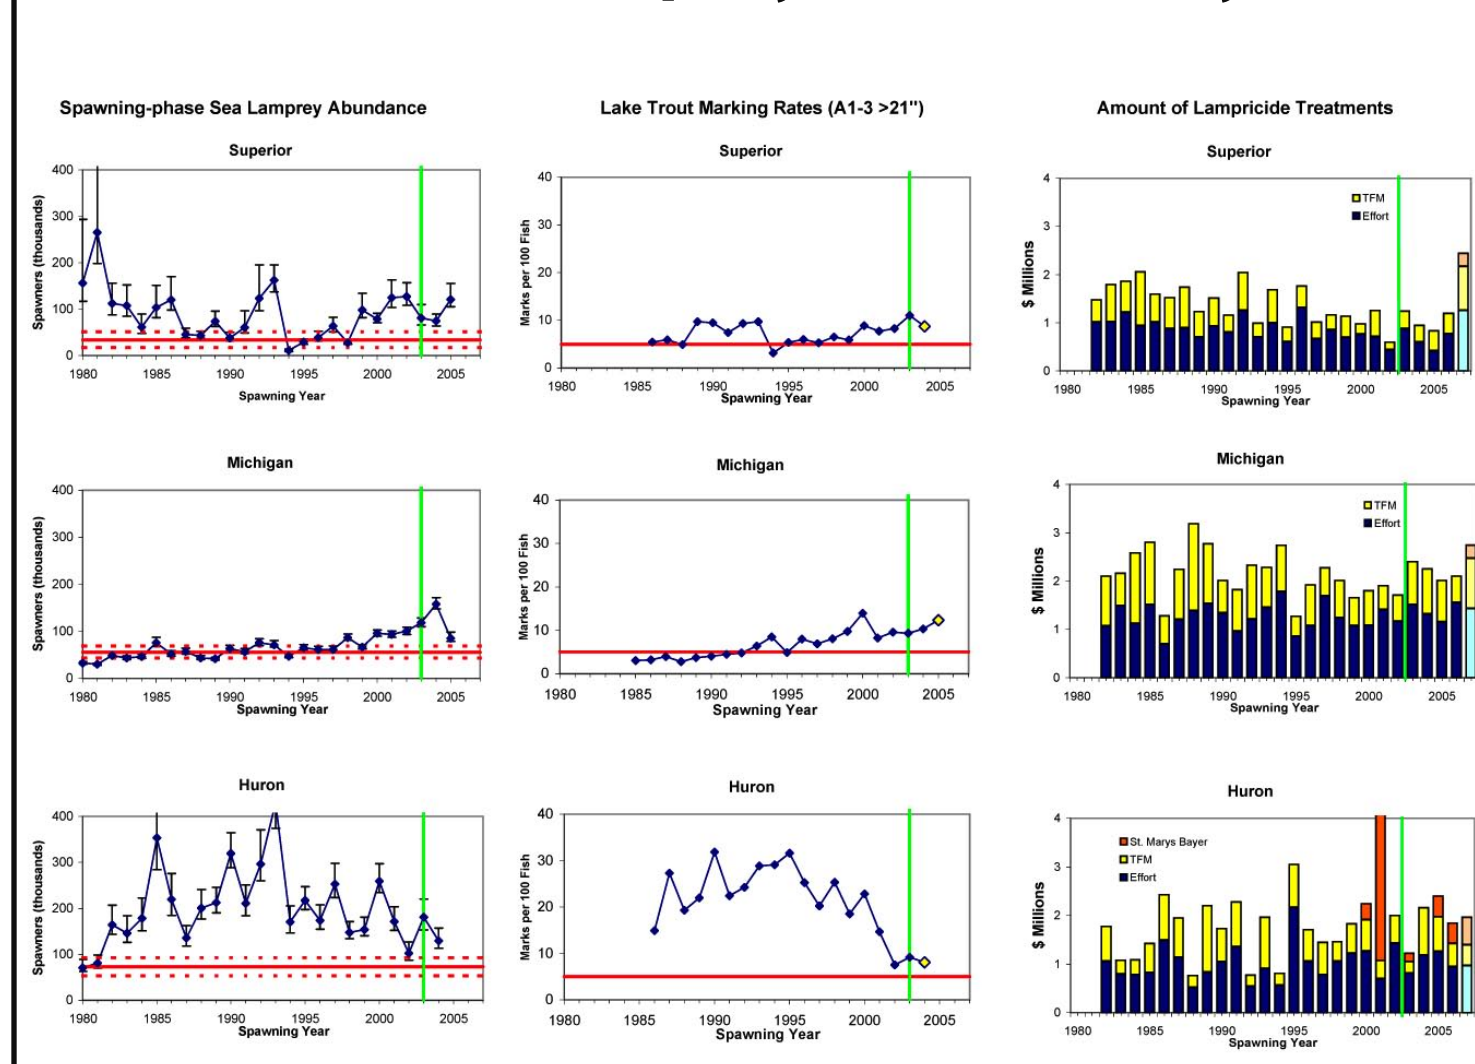 Spawning-phase Sea Lamprey Abundance
Lake Trout Marking Rates (A1-3 >21")
Amount of Lampricide Treatments
Superior
400
300
200
100
0
Spawners (thousands)
1980 1985 1990 1995 2000 2005
Spawning Year
Superior
40
30
20
10
0
Marks per 100 Fish
1980 1985 1990 1995 2000 2005
Spawning Year
Superior
4
3
2
1
0
$ Millions
TFM
Effort
1980 1985 1990 1995 2000 2005
Spawning Year
Michigan
400
300
200
100
0
Spawners (thousands)
1980 1985 1990 1995 2000 2005
Spawning Year
Michigan
40
30
20
10
0
Marks per 100 Fish
1980 1985 1990 1995 2000 2005
Spawning Year
Michigan
4
3
2
1
0
$ Millions
TFM
Effort
1980 1985 1990 1995 2000 2005
Spawning Year
Huron
400
300
200
100
0
Spawners (thousands)
1980 1985 1990 1995 2000 2005
Spawning Year
Huron
40
30
20
10
0
Marks per 100 Fish
1980 1985 1990 1995 2000 2005
Spawning Year
Huron
4
3
2
1
0
$ Millions
St. Marys Bayer
TFM
Effort
1980 1985 1990 1995 2000 2005
Spawning Year